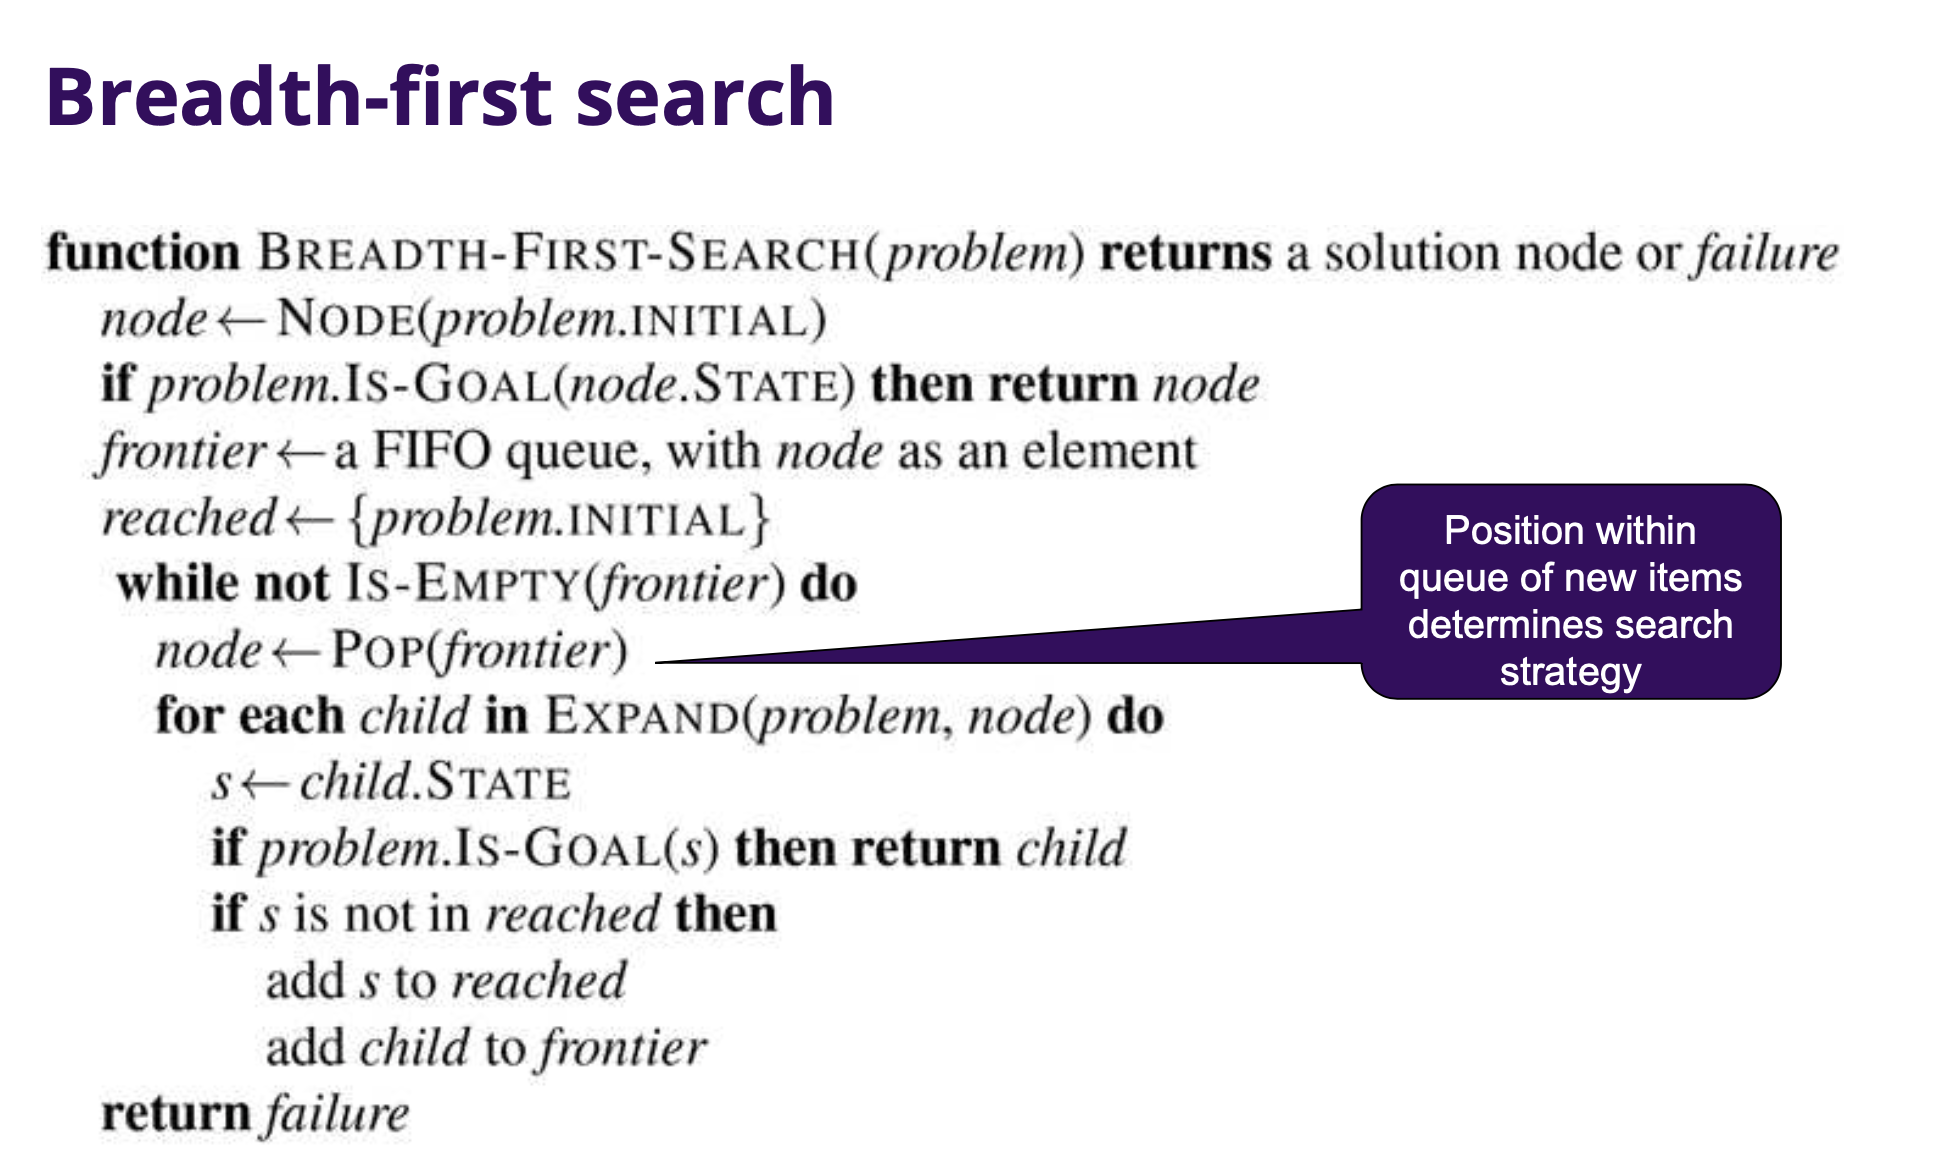 Breadth-first search
function BREADTH-FIRST-SEARCH(problem) returns a solution node or failure
node ← NODE(problem.INITIAL)
if problem.IS-GOAL(node.STATE) then return node
frontier ← a FIFO queue, with node as an element
reached ← {problem.INITIAL}
while not IS-EMPTY(frontier) do
node ← POP(frontier)
for each child in EXPAND(problem, node) do
s ← child.STATE
if problem.IS-GOAL(s) then return child
if s is not in reached then
add s to reached
add child to frontier
return failure
Position within
queue of new items
determines search
strategy